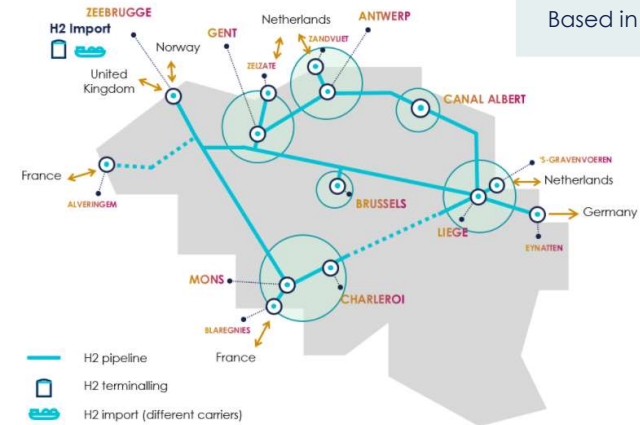 ZEEBRUGGE
H2 Import
Norway
United
Kingdom
GENT
Netherlands
ANTWERP
ZANDVLIET
ZELZATE
Based in
CANAL ALBERT
'S-GRAVENVOEREN
Netherlands
France
ALVERINGEM
BRUSSELS
LIEGE
Germany
EYNATTEN
MONS
CHARLEROI
BLAREGNIES
France
H2 pipeline
H2 terminalling
H2 import (different carriers)